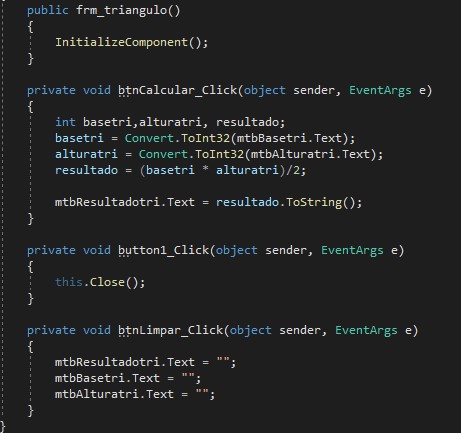 public frm_triangulo()
{
InitializeComponent();
}
private void btnCalcular_Click(object sender, EventArgs e)
{
int basetri,alturatri, resultado;
basetri = Convert.ToInt32(mtbBasetri.Text);
alturatri = Convert.ToInt32(mtbAlturatri.Text);
resultado = (basetri * alturatri)/2;
mtbResultadotri.Text = resultado.ToString();
}
private void button1_Click(object sender, EventArgs e)
{
this.Close();
}
private void btnLimpar_Click(object sender, EventArgs e)
{
mtbResultadotri.Text = "";
mtbBasetri.Text = "";
mtbAlturatri.Text = "";
}
}